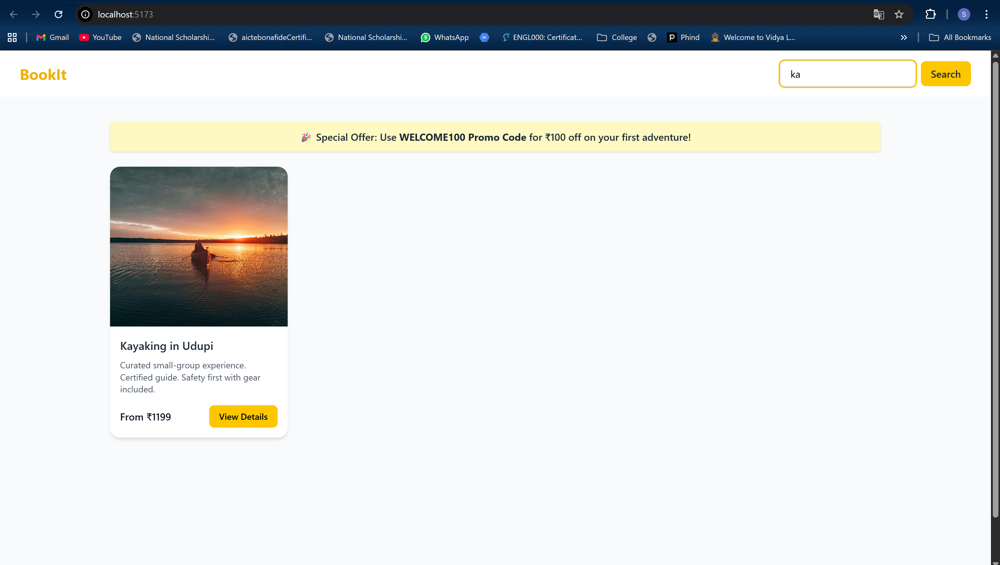 localhost:5173
Gmail
YouTube
National Scholarshi...
aictebonafideCertifi...
National Scholarshi...
9
WhatsApp
ENGL000: Certificat...
College
Phind
Welcome to Vidya L...
All Bookmarks
S
BookIt
ka
Search
🎉 Special Offer: Use WELCOME100 Promo Code for ₹100 off on your first adventure!
Kayaking in Udupi
Curated small-group experience.
Certified guide. Safety first with gear
included.
From ₹1199
View Details